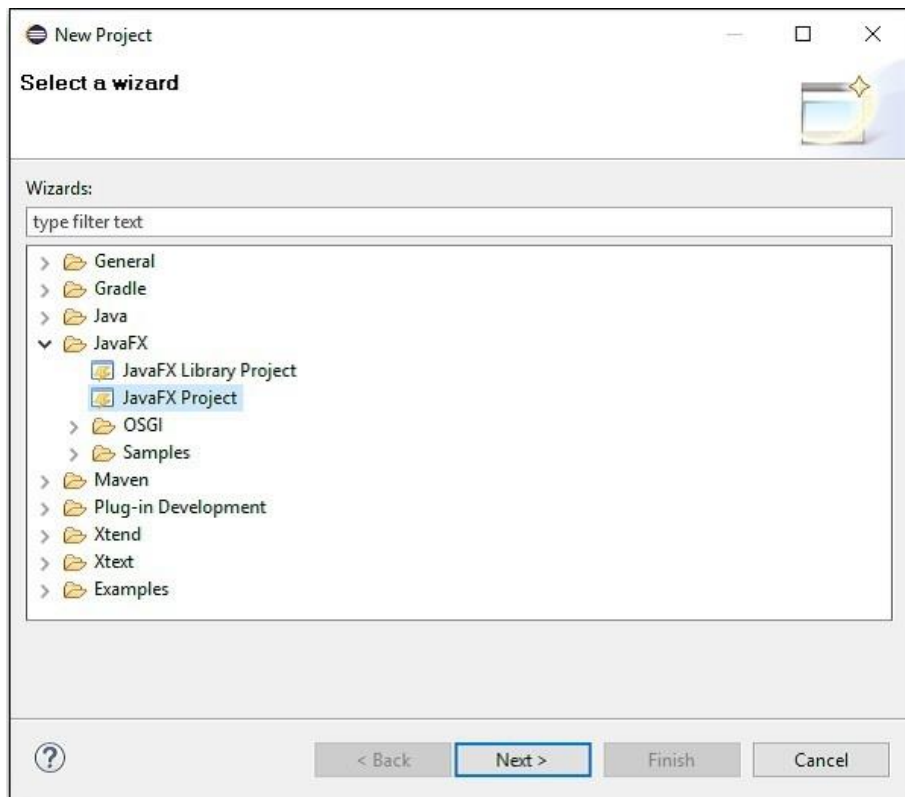 New Project
Select a wizard
Wizards:
type filter text
General
Gradle
Java
JavaFX
JavaFX Library Project
JavaFX Project
OSGI
Samples
Maven
Plug-in Development
Xtend
Xtext
Examples
? < Back Next > Finish Cancel